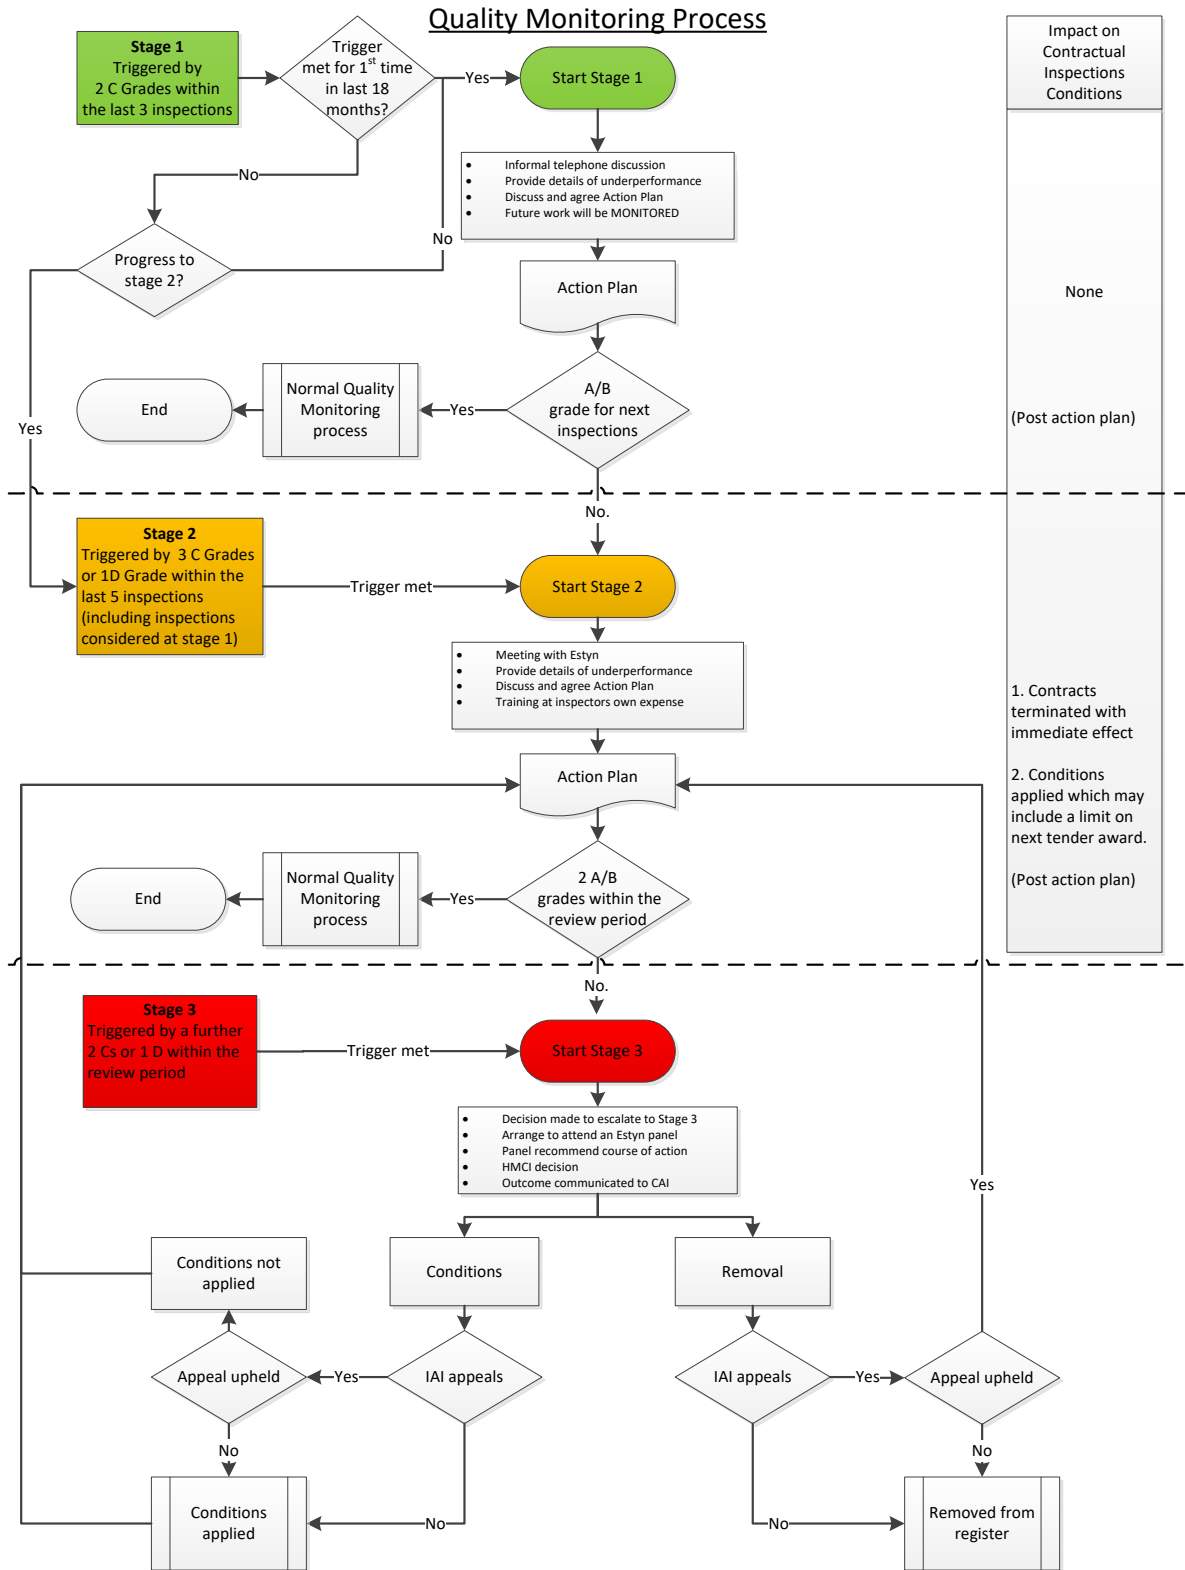 Quality Monitoring Process
Stage 1
Triggered by
2 C Grades within
the last 3 inspections
Trigger
met for 1st time
in last 18
months?
Yes
Start Stage 1
Impact on
Contractual
Inspections
Conditions
No
• Informal telephone discussion
• Provide details of underperformance
• Discuss and agree Action Plan
• Future work will be MONITORED
No
Progress to
stage 2?
Action Plan
None
End
Normal Quality
Monitoring
process
Yes
A/B
grade for next
inspections
(Post action plan)
Yes
No.
Stage 2
Triggered by 3 C Grades
or 1D Grade within the
last 5 inspections
(including inspections
considered at stage 1)
Trigger met
Start Stage 2
• Meeting with Estyn
• Provide details of underperformance
• Discuss and agree Action Plan
• Training at inspectors own expense
1. Contracts
terminated with
immediate effect
2. Conditions
applied which may
include a limit on
next tender award.
(Post action plan)
Action Plan
End
Normal Quality
Monitoring
process
Yes
2 A/B
grades within the
review period
No.
Stage 3
Triggered by a further
2 Cs or 1 D within the
review period
Trigger met
Start Stage 3
• Decision made to escalate to Stage 3
• Arrange to attend an Estyn panel
• Panel recommend course of action
• HMCI decision
• Outcome communicated to CAI
Yes
Conditions not
applied
Conditions
Removal
Appeal upheld
Yes
IAI appeals
IAI appeals
Yes
Appeal upheld
No
No
Conditions
applied
No
No
Removed from
register